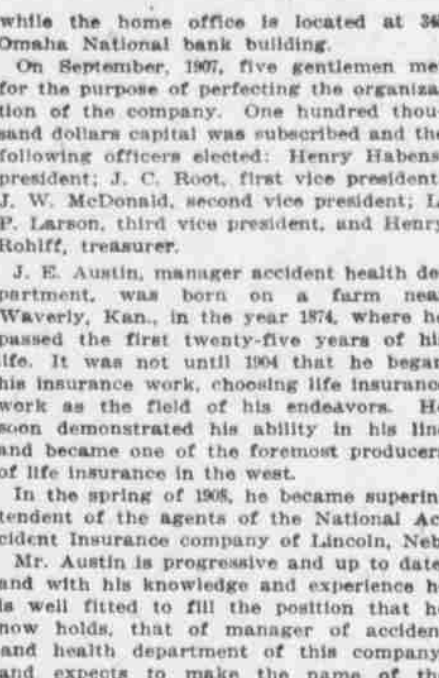 while the home office is located at 34
Omaha National bank building.
On September, 1907, five gentlemen me
for the purpose of perfecting the organiza
tion of the company. One hundred thou
sand dollars capital was subscribed and the
following officers elected: Henry Habens
president; J. C. Root, first vice president
J. W. McDonald, second vice president; L
P. Larson, third vice president, and Henry
Rohlff, treasurer.
J. E. Austin, manager accident health de
partment, was born on a farm nea
Waverly, Kan., in the year 1874, where he
passed the first twenty-five years of hi
life. It was not until 1904 that he began
his insurance work, choosing life insuranc
work as the field of his endeavors. He
soon demonstrated his ability in his line
and became one of the foremost producer
of life insurance in the west.
In the spring of 1908, he became superin
tendent of the agents of the National Ac
cident Insurance company of Lincoln, Neb
Mr. Austin is progressive and up to date
and with his knowledge and experience h
is well fitted to fill the position that he
now holds, that of manager of acciden
and health department of this company
and expects to make the name of th